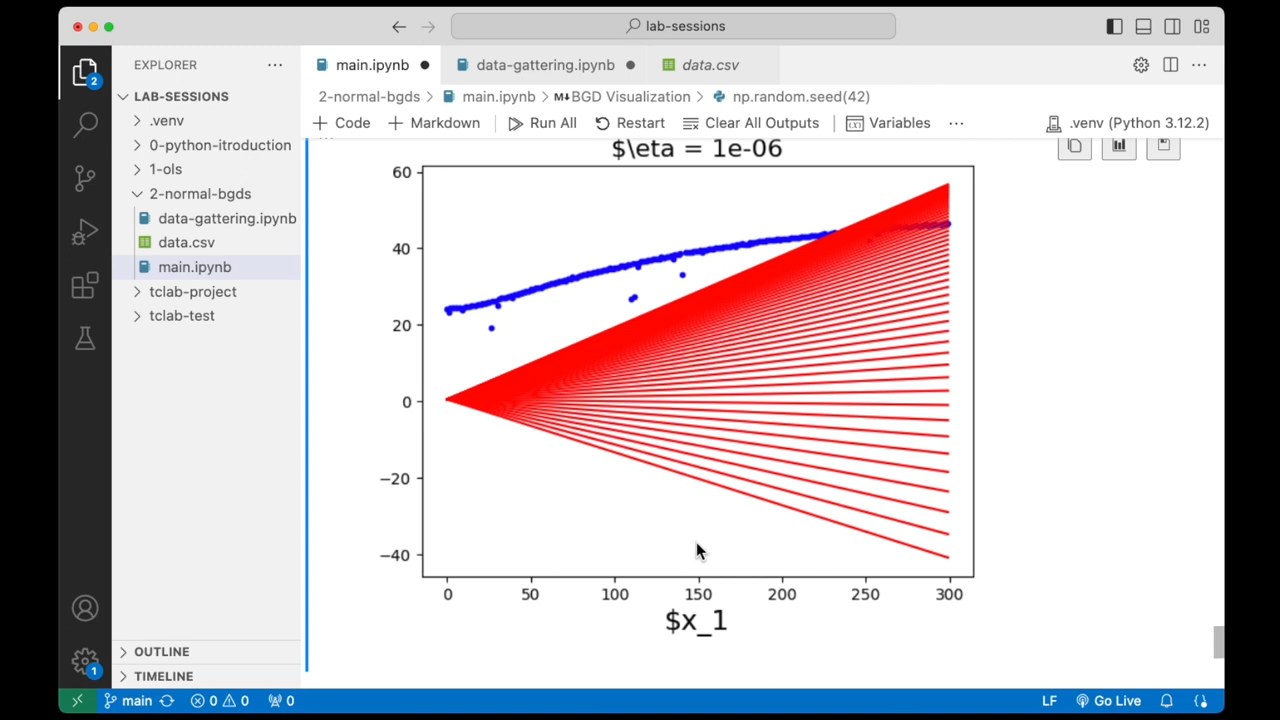 lab-sessions
EXPLORER
main.ipynb
data-gattering.ipynb
data.csv
2
LAB-SESSIONS
.venv
0-python-itroduction
1-ols
2-normal-bgds
data-gattering.ipynb
data.csv
main.ipynb
tclab-project
tclab-test
OUTLINE
TIMELINE
1
2-normal-bgds > main.ipynb > M↓BGD Visualization > np.random.seed(42)
+ Code + Markdown Run All Restart Clear All Outputs Variables ... .venv (Python 3.12.2)
$\eta = 1e-06
60
40
20
0
−20
−40
0 50 100 150 200 250 300
$x_1
main 0 0 0 LF Go Live